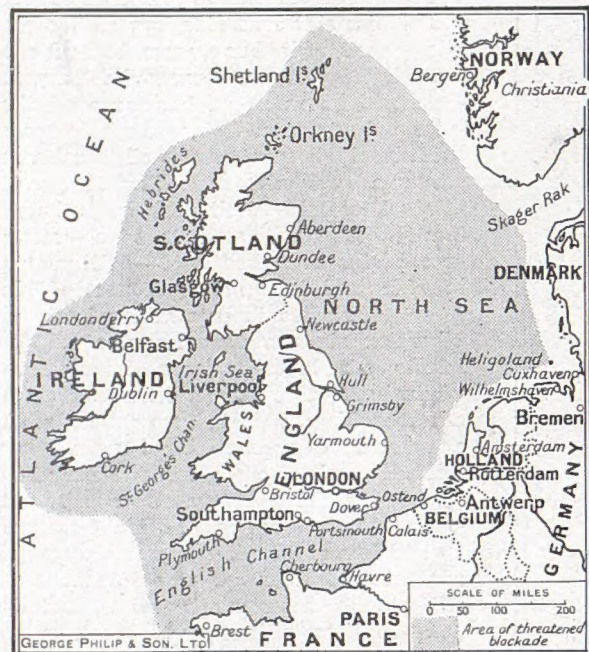 NORWAY
Bergen
Christiania
Shetland Is
Orkney Is
ATLANTIC OCEAN
Hebrides
Skager Rak
SCOTLAND
Aberdeen
Dundee
DENMARK
Glasgow
Edinburgh
NORTH SEA
Londonderry
Newcastle
Belfast
Heligoland
Cuxhaven
Irish Sea
IRELAND
Liverpool
Hull
Wilhelmshaven
Dublin
Grimsby
Bremen
WALES
ENGLAND
Yarmouth
Amsterdam
HOLLAND
Rotterdam
Cork
St George's Chan.
LONDON
Bristol
Ostend
Antwerp
GERMANY
Southampton
Dover
BELGIUM
Plymouth
Portsmouth
Calais
English Channel
Cherbourg
Havre
PARIS
SCALE OF MILES
0 50 100 200
Brest
FRANCE
Area of threatened
blockade
GEORGE PHILIP & SON. LTD